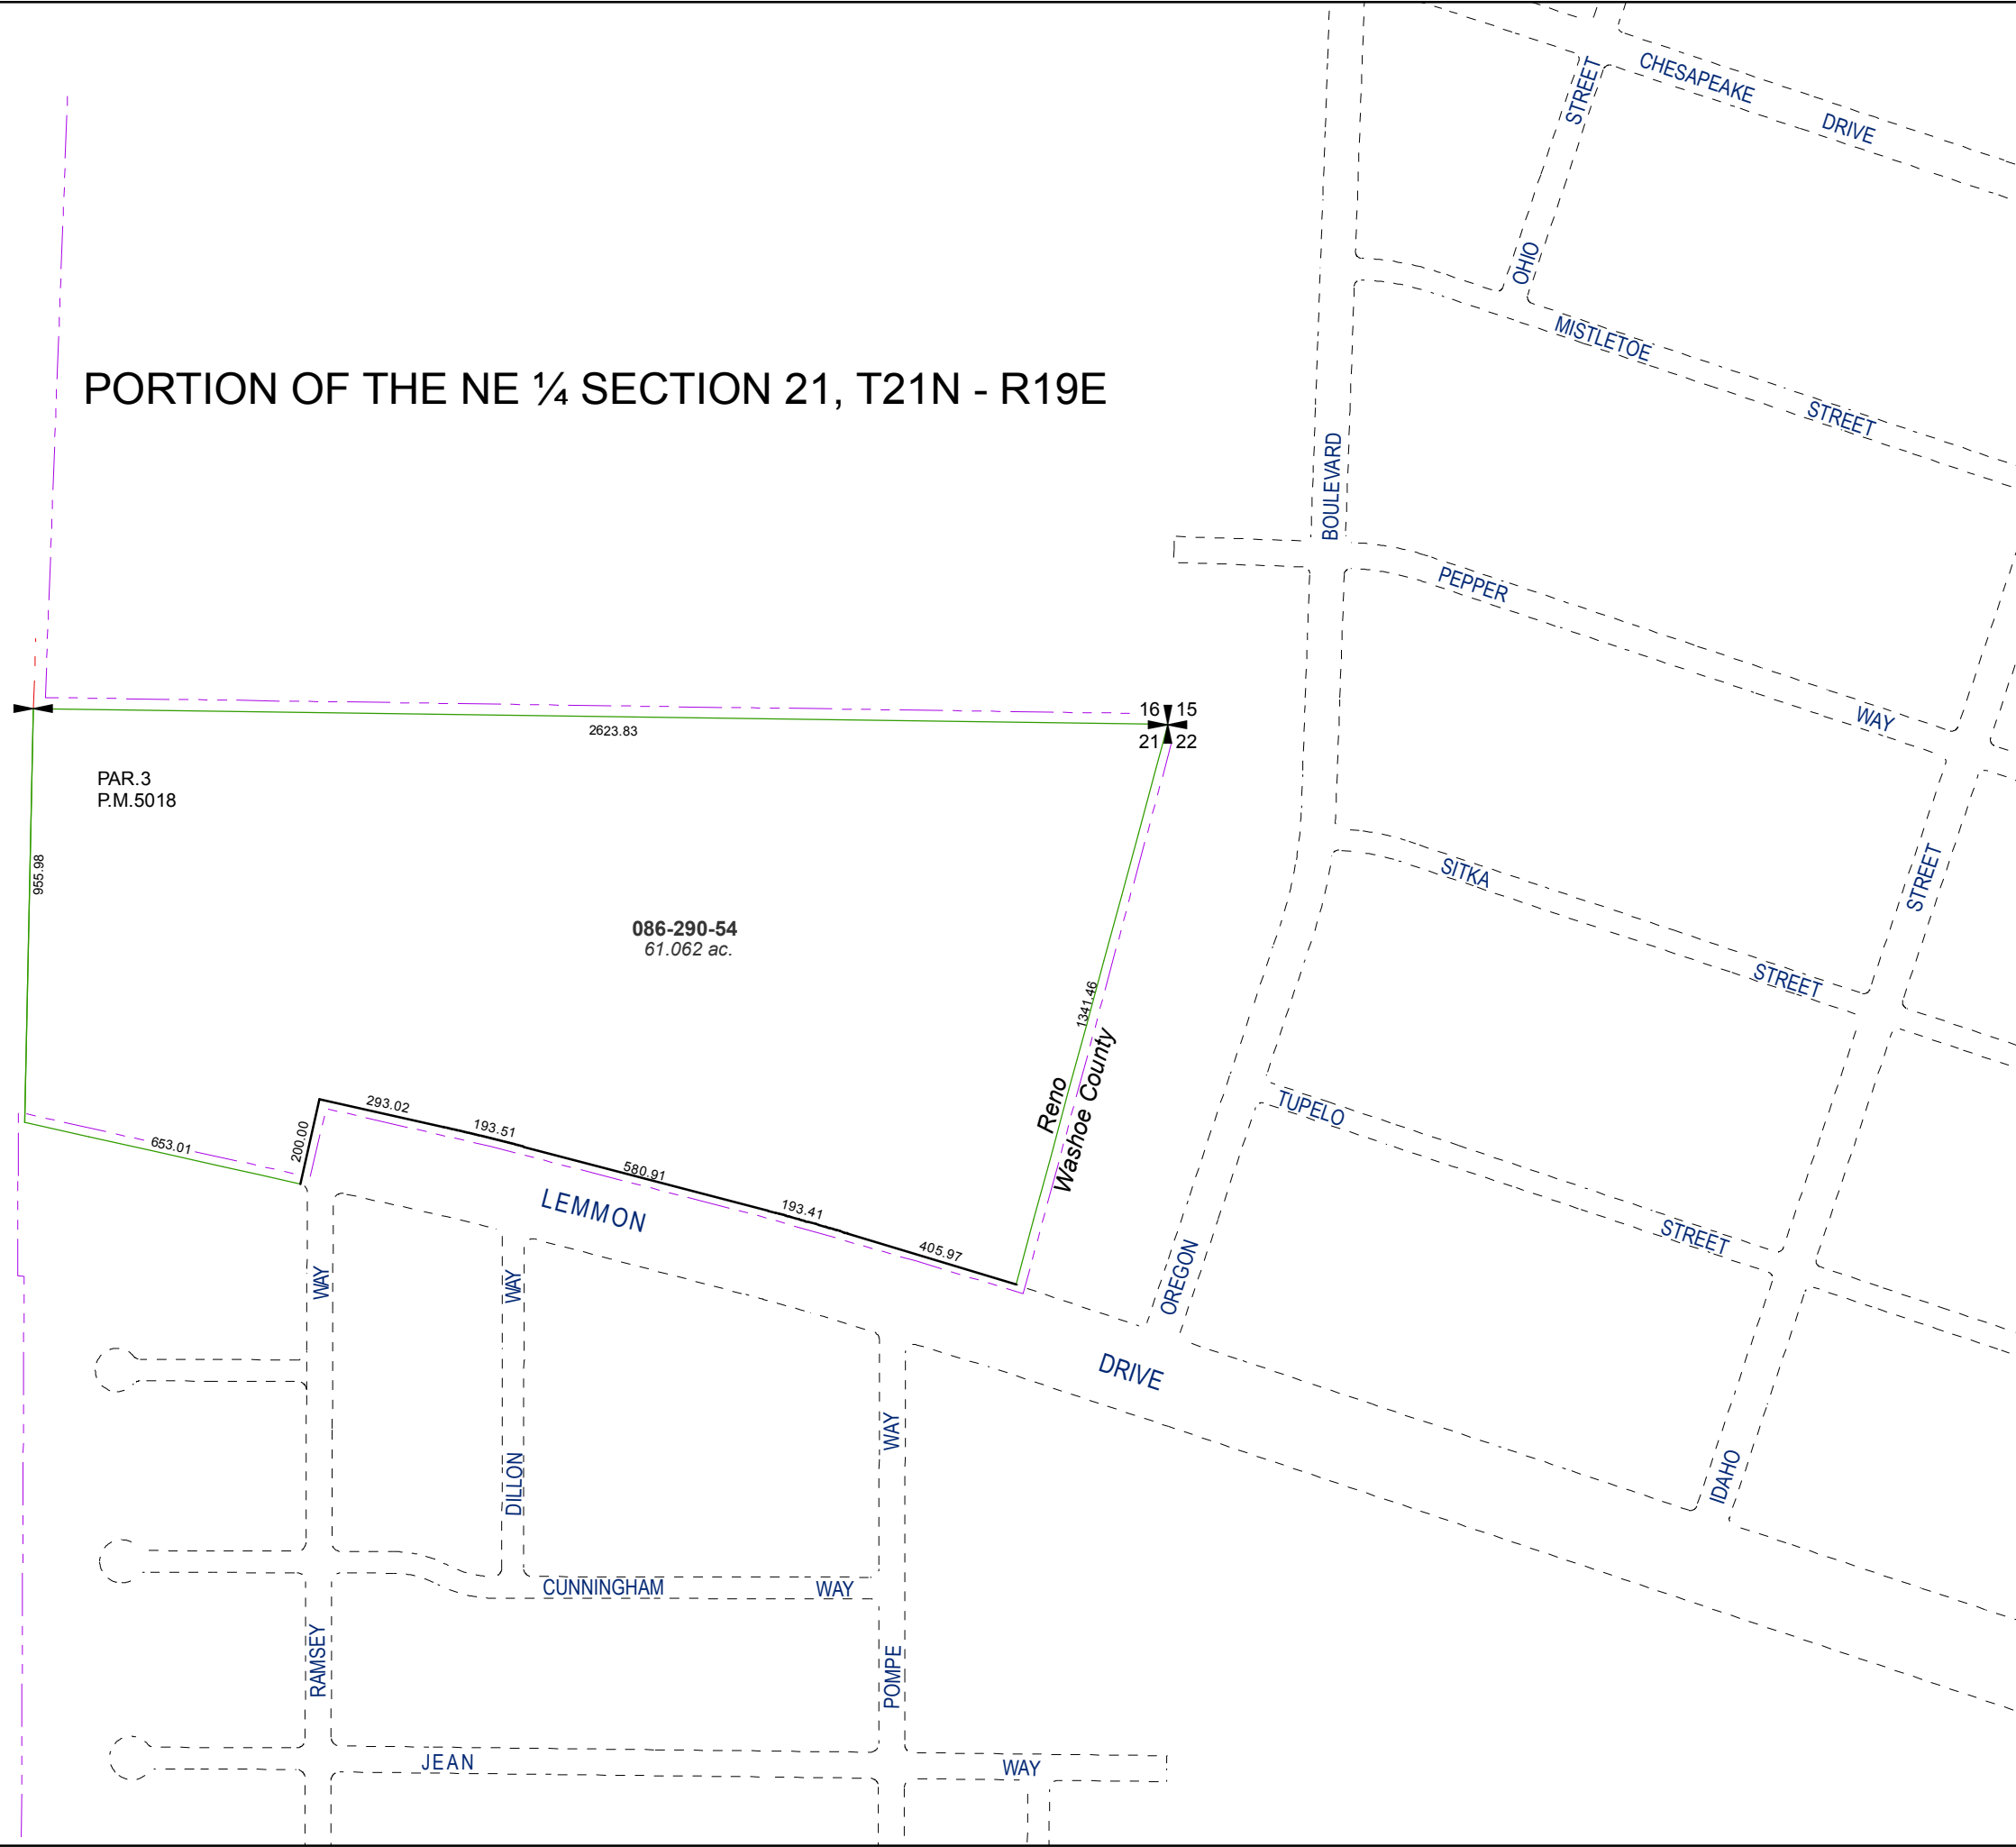 CHESAPEAKE
DRIVE
STREET
OHIO
MISTLETOE
STREET
PORTION OF THE NE ¼ SECTION 21, T21N - R19E
BOULEVARD
PEPPER
WAY
16 15
21 22
2623.83
PAR.3
P.M.5018
955.98
086-290-54
61.062 ac.
SITKA
STREET
STREET
1341.46
Reno
Washoe County
TUPELO
STREET
293.02
193.51
200.00
653.01
580.91
193.41
405.97
LEMMON
DRIVE
OREGON
WAY
WAY
WAY
DILLON
IDAHO
CUNNINGHAM
WAY
RAMSEY
POMPE
JEAN
WAY